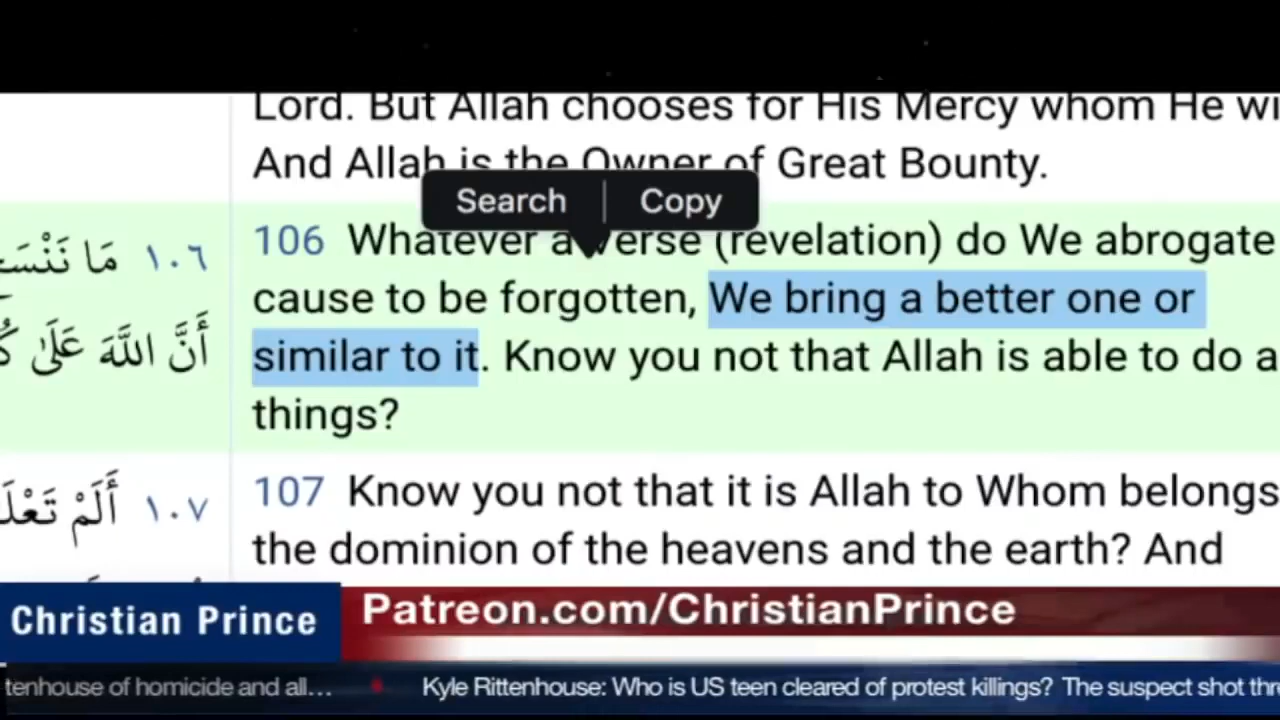 Lord. But Allah chooses for His Mercy whom He wi
And Allah is the Owner of Great Bounty.
Search Copy
١٠٦ مَا نَنْسَ
106 Whatever a verse (revelation) do We abrogate
cause to be forgotten, We bring a better one or
أَنَّ اللَّهَ عَلَىٰ
similar to it. Know you not that Allah is able to do a
things?
١٠٧ أَلَمْ تَعْلَ
107 Know you not that it is Allah to Whom belongs
the dominion of the heavens and the earth? And
Christian Prince
Patreon.com/ChristianPrince
tenhouse of homicide and all...
Kyle Rittenhouse: Who is US teen cleared of protest killings? The suspect shot thr